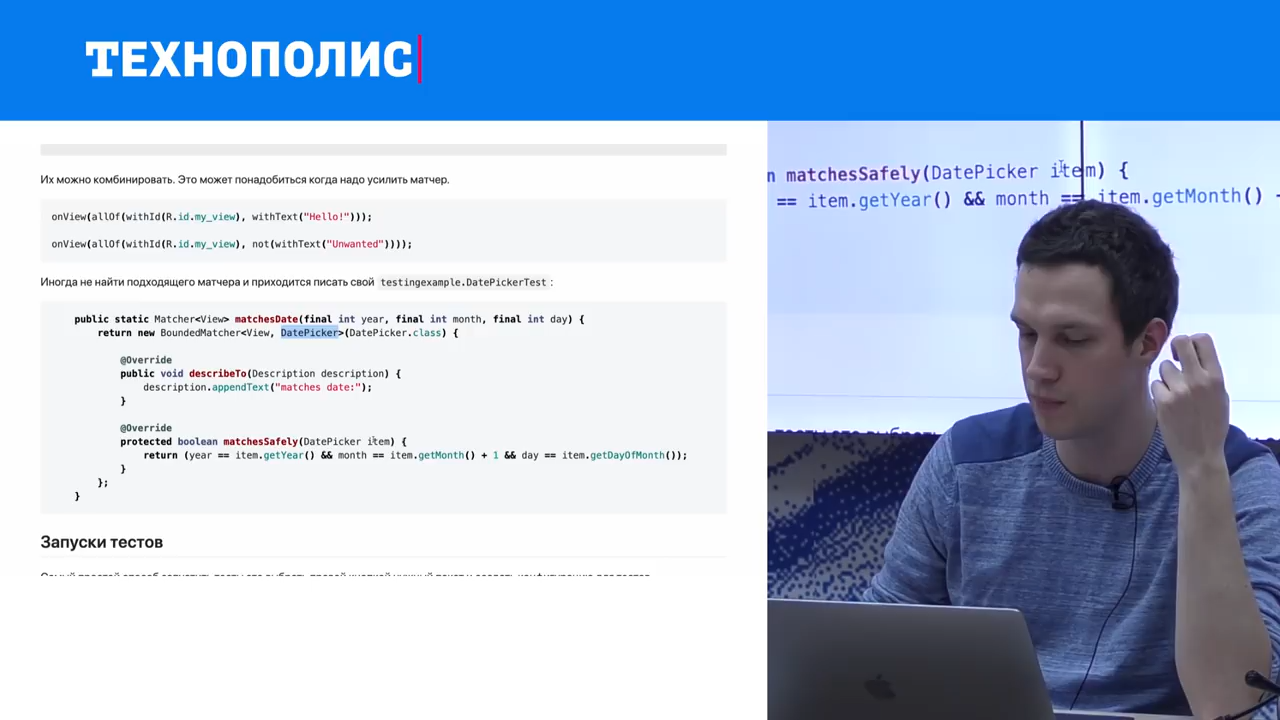 ТЕХНОПОЛИС
Их можно комбинировать. Это может понадобиться когда надо усилить матчер.
onView(allOf(withId(R.id.my_view), withText("Hello!")));
onView(allOf(withId(R.id.my_view), not(withText("Unwanted"))));
Иногда не найти подходящего матчера и приходится писать свой testingexample.DatePickerTest :
public static Matcher<View> matchesDate(final int year, final int month, final int day) {
return new BoundedMatcher<View, DatePicker>(DatePicker.class) {
@Override
public void describeTo(Description description) {
description.appendText("matches date:");
}
@Override
protected boolean matchesSafely(DatePicker item) {
return (year == item.getYear() && month == item.getMonth() + 1 && day == item.getDayOfMonth());
}
};
}
Запуски тестов
n matchesSafely(DatePicker item) {
== item.getYear() && month == item.getMonth() +